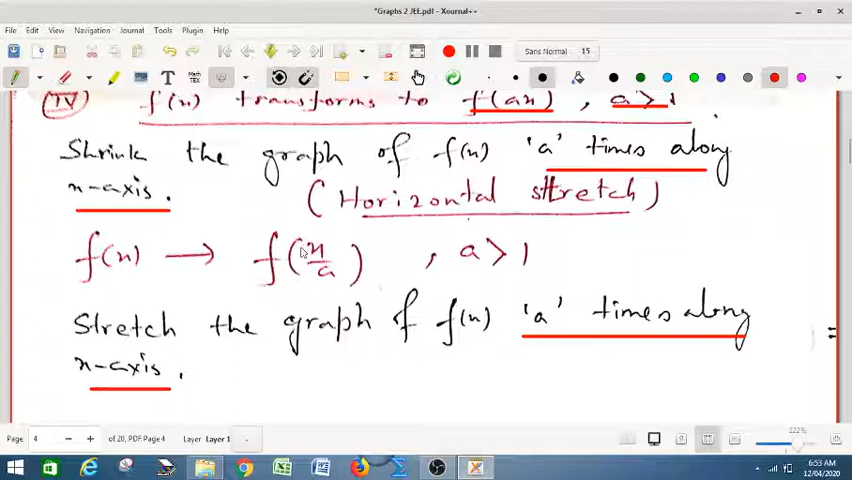 *Graphs 2 JEE.pdf - Xournal++
File Edit View Navigation Journal Tools Plugin Help
Sans Normal 15
(IV) f(x) transforms to f(ax) , a>1
Shrink the graph of f(x) 'a' times along
x-axis.
(Horizontal stretch)
f(x) → f(x/a) , a>1
Stretch the graph of f(x) 'a' times along
x-axis.
=
Page 4 of 20, PDF Page 4 Layer Layer 1
222%
6:53 AM
12/04/2020